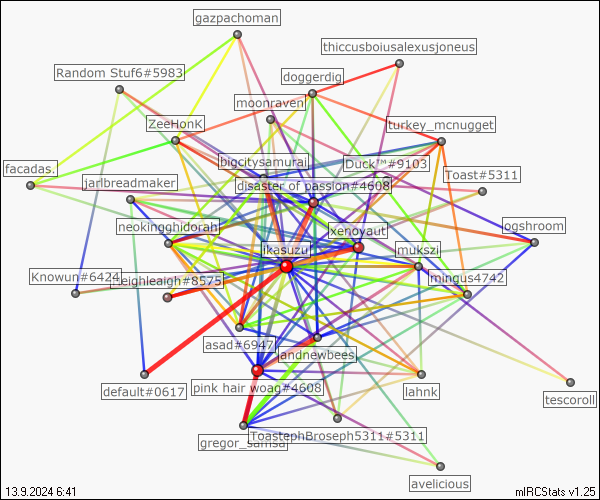 gazpachoman
thiccusboiusalexusjoneus
Random Stuf6#5983
doggerdig
moonraven
ZeeHonK
turkey_mcnugget
bigcitysamurai
Duck™#9103
facadas.
jarlbreadmaker
disaster of passion#4608
Toast#5311
neokingghidorah
xenoyaut
ogshroom
ikasuzu
mukszi
Knowun#6424
Heighleaigh#8575
mingus4742
asad#6947
landnewbees
default#0617
pink hair woag#4608
lahnk
tescoroll
gregor_samsa
ToastephBroseph5311#5311
avelicious
13.9.2024 6:41
mIRCStats v1.25